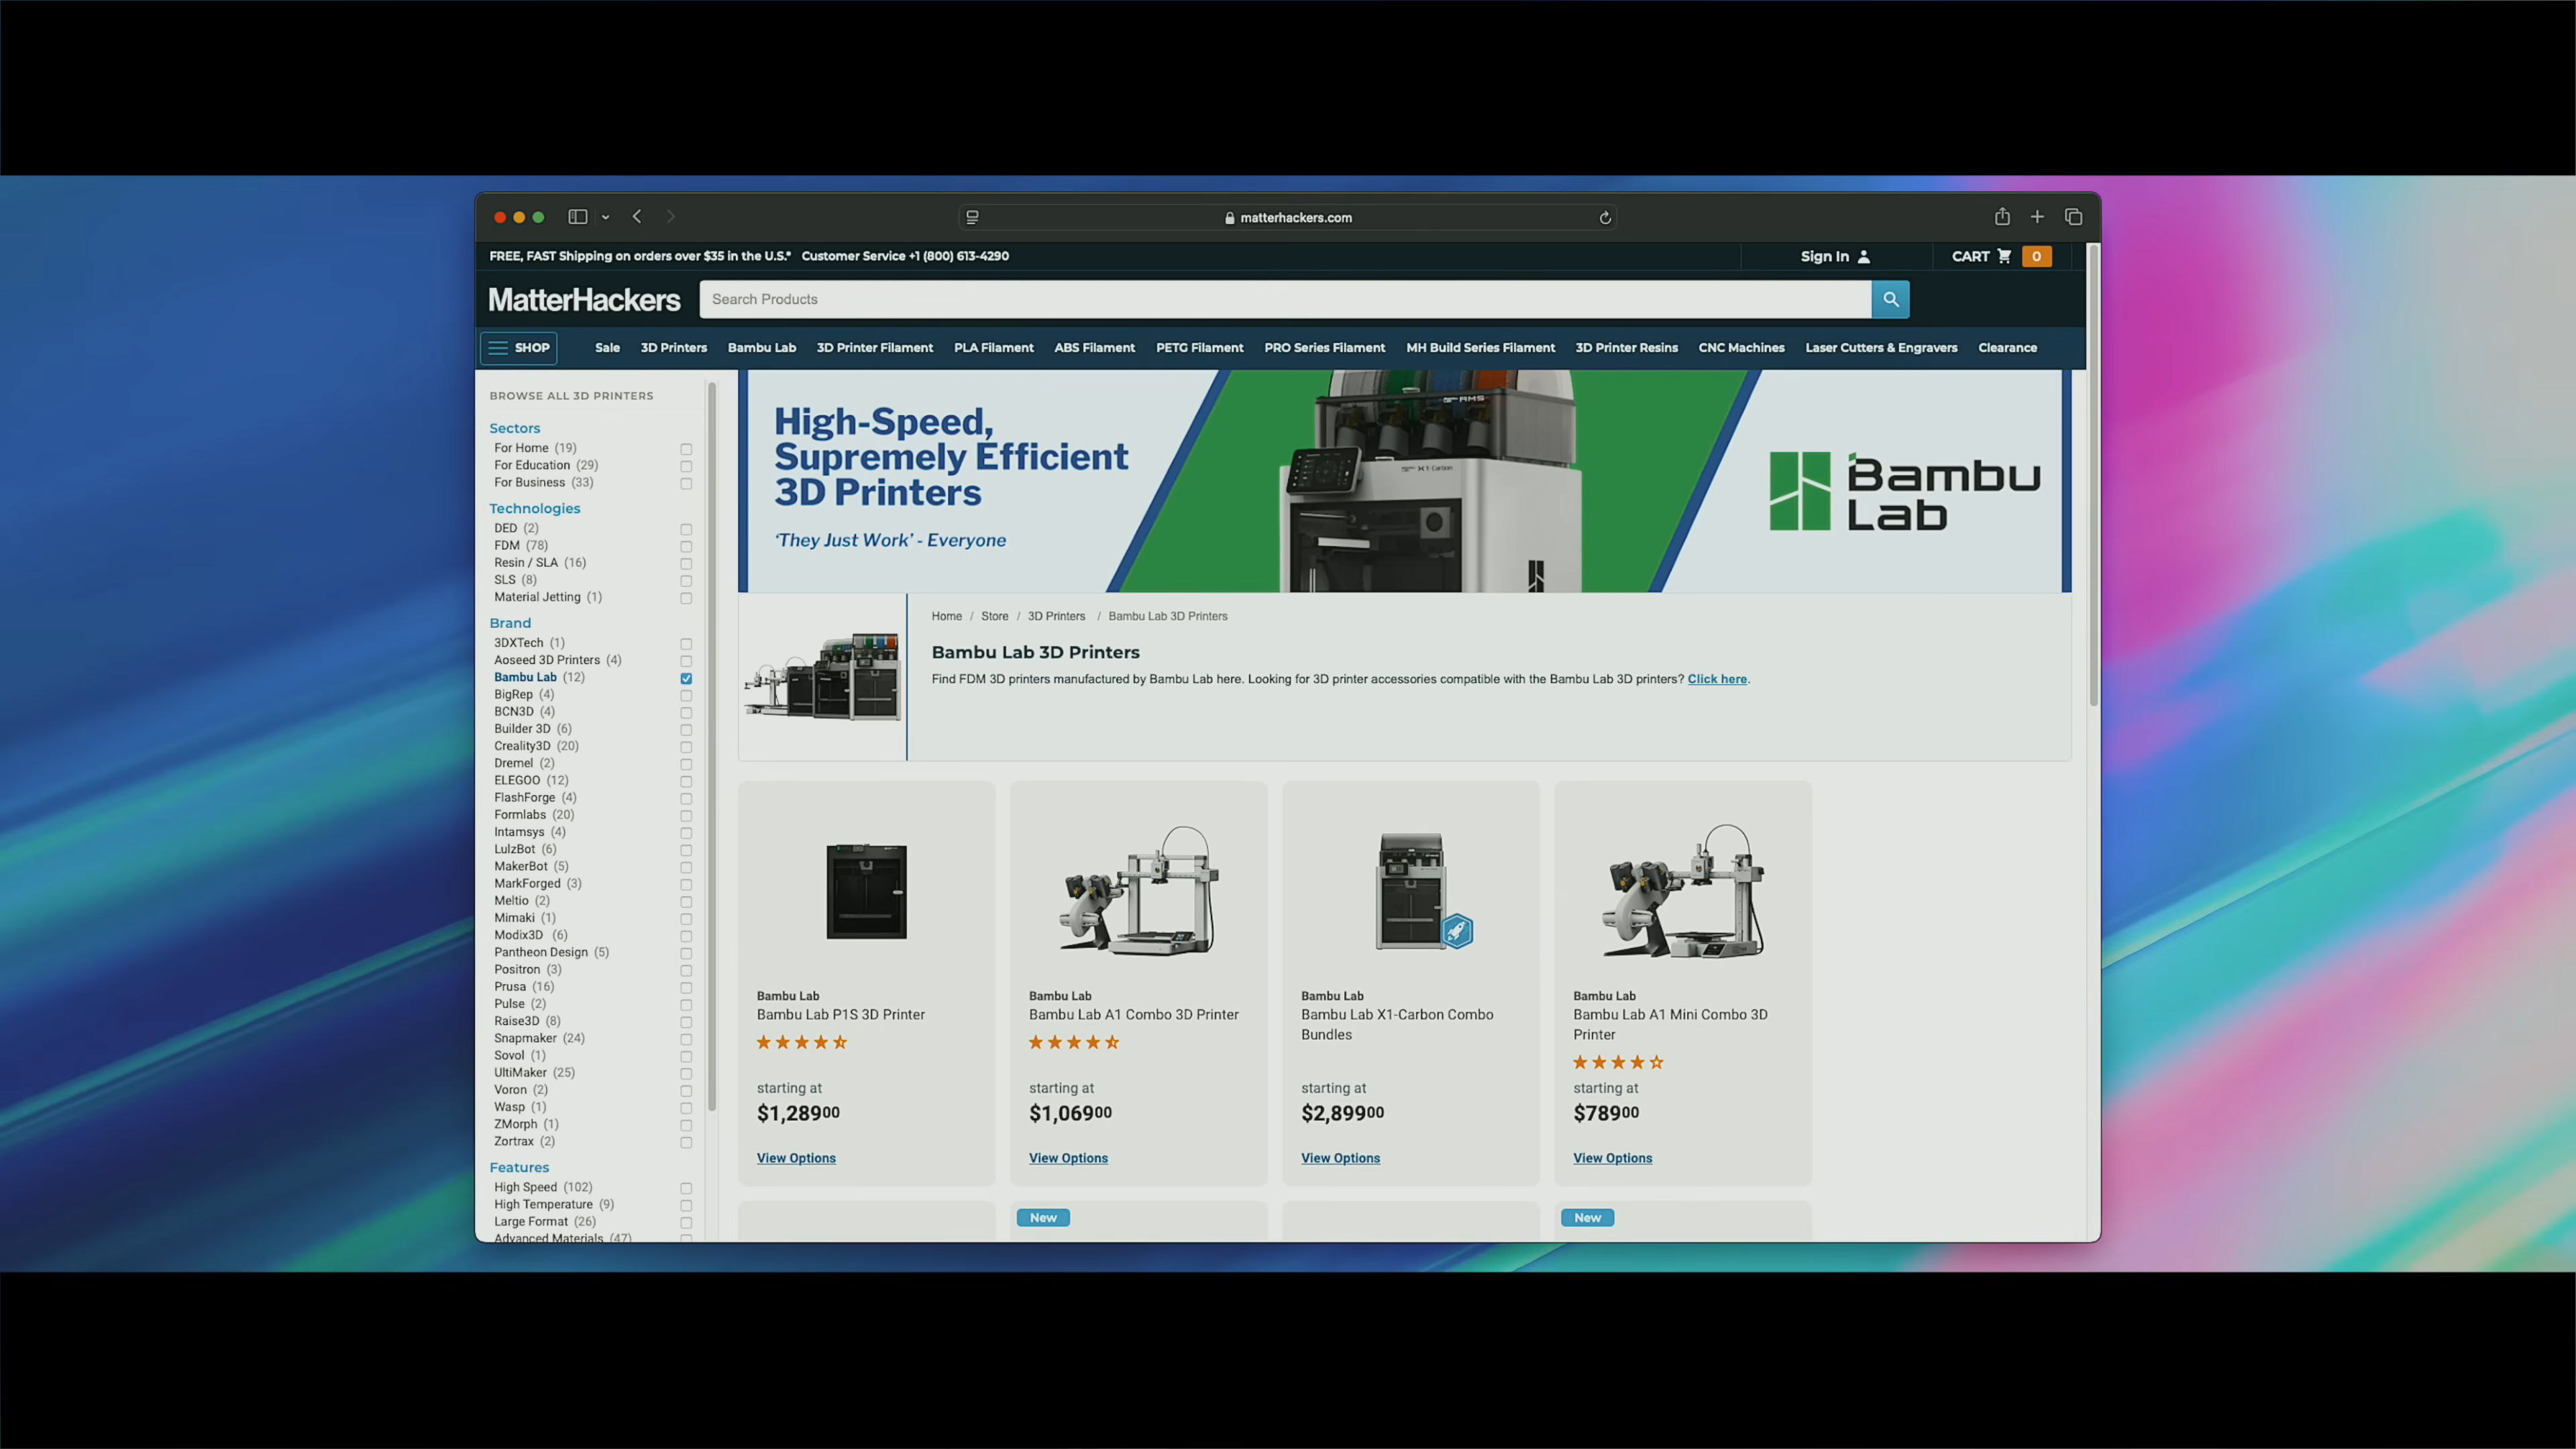 matterhackers.com
FREE, FAST Shipping on orders over $35 in the U.S.* Customer Service +1 (800) 613-4290
Sign In
CART 0
MatterHackers
Search Products
SHOP
Sale 3D Printers Bambu Lab 3D Printer Filament PLA Filament ABS Filament PETG Filament PRO Series Filament MH Build Series Filament 3D Printer Resins CNC Machines Laser Cutters & Engravers Clearance
BROWSE ALL 3D PRINTERS
Sectors
For Home (19)
For Education (29)
For Business (33)
Technologies
DED (2)
FDM (78)
Resin / SLA (16)
SLS (8)
Material Jetting (1)
Brand
3DXTech (1)
Aoseed 3D Printers (4)
Bambu Lab (12)
BigRep (4)
BCN3D (4)
Builder 3D (6)
Creality3D (20)
Dremel (2)
ELEGOO (12)
FlashForge (4)
Formlabs (20)
Intamsys (4)
LulzBot (6)
MakerBot (5)
MarkForged (3)
Meltio (2)
Mimaki (1)
Modix3D (6)
Pantheon Design (5)
Positron (3)
Prusa (16)
Pulse (2)
Raise3D (8)
Snapmaker (24)
Sovol (1)
UltiMaker (25)
Voron (2)
Wasp (1)
ZMorph (1)
Zortrax (2)
Features
High Speed (102)
High Temperature (9)
Large Format (26)
Advanced Materials (47)
High-Speed,
Supremely Efficient
3D Printers
'They Just Work' - Everyone
AMS
X1-Carbon
Bambu
Lab
Home / Store / 3D Printers / Bambu Lab 3D Printers
Bambu Lab 3D Printers
Find FDM 3D printers manufactured by Bambu Lab here. Looking for 3D printer accessories compatible with the Bambu Lab 3D printers? Click here.
Bambu Lab
Bambu Lab P1S 3D Printer
starting at
$1,28900
View Options
Bambu Lab
Bambu Lab A1 Combo 3D Printer
starting at
$1,06900
View Options
New
Bambu Lab
Bambu Lab X1-Carbon Combo
Bundles
starting at
$2,89900
View Options
Bambu Lab
Bambu Lab A1 Mini Combo 3D
Printer
starting at
$78900
View Options
New